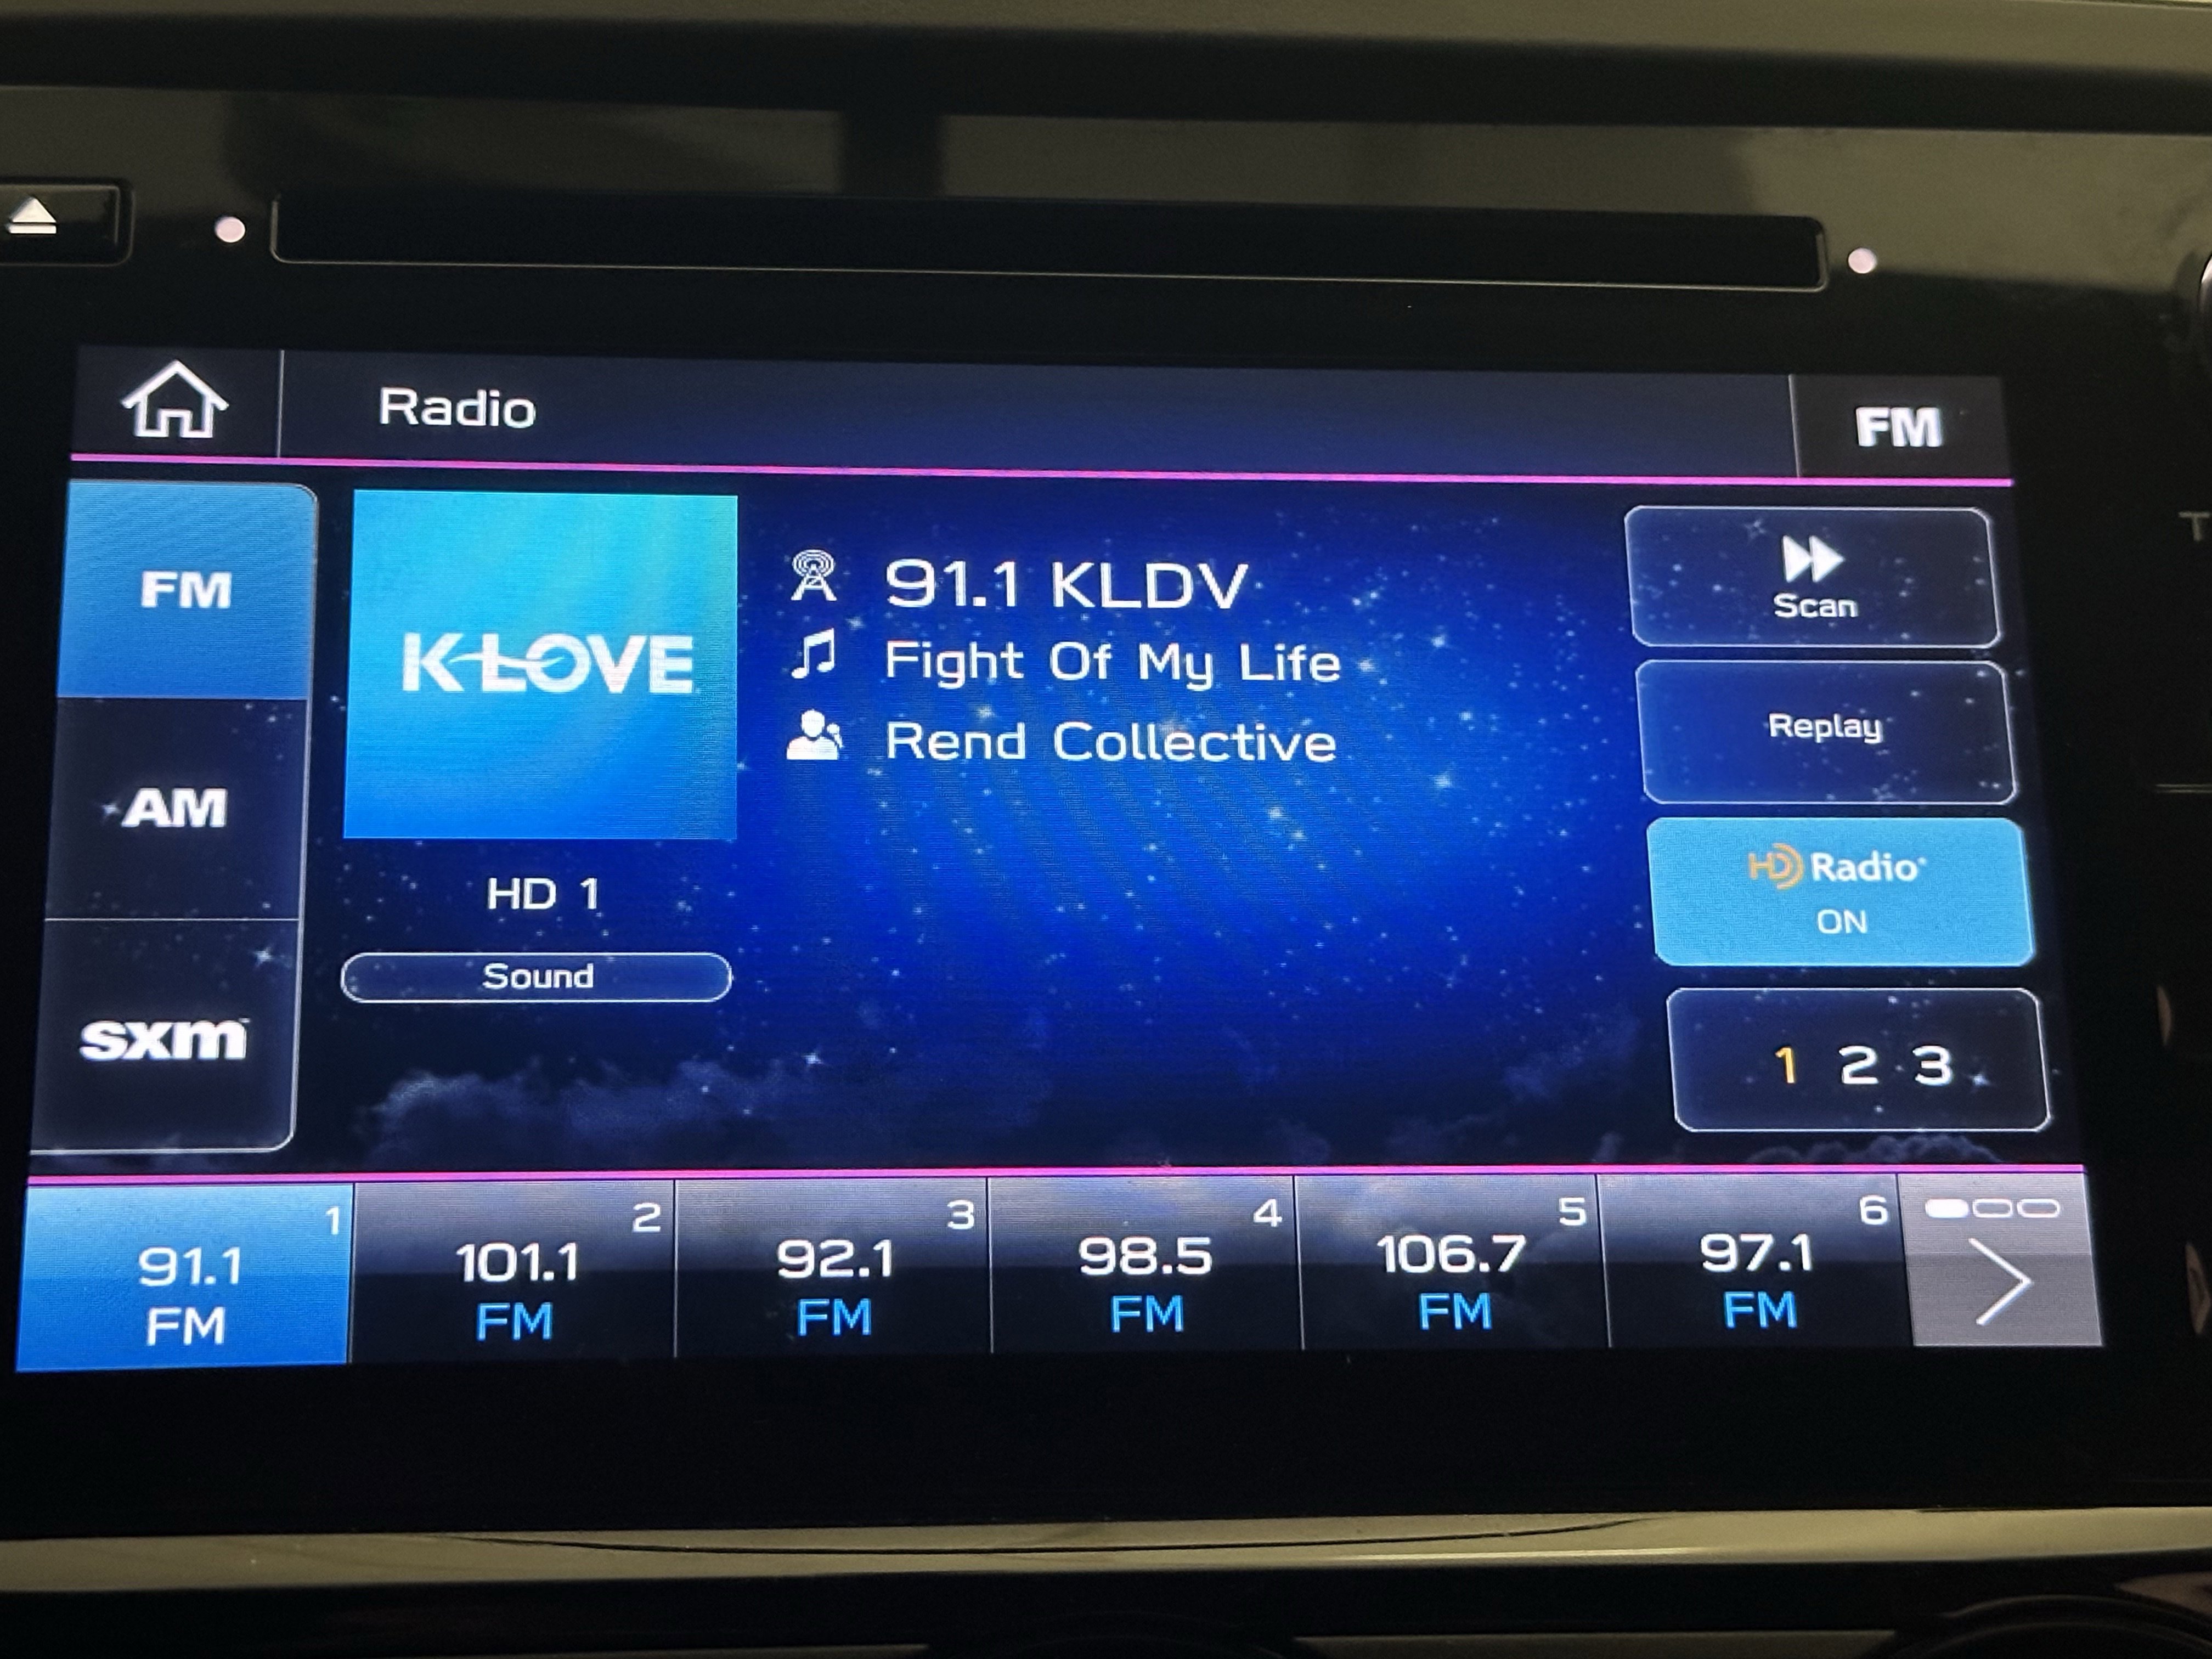 Radio
FM
FM
AM
sxm
K-LOVE
HD 1
Sound
91.1 KLDV
Fight Of My Life
Rend Collective
Scan
Replay
HD Radio
ON
1 2 3
1
91.1
FM
2
101.1
FM
3
92.1
FM
4
98.5
FM
5
106.7
FM
6
97.1
FM
T